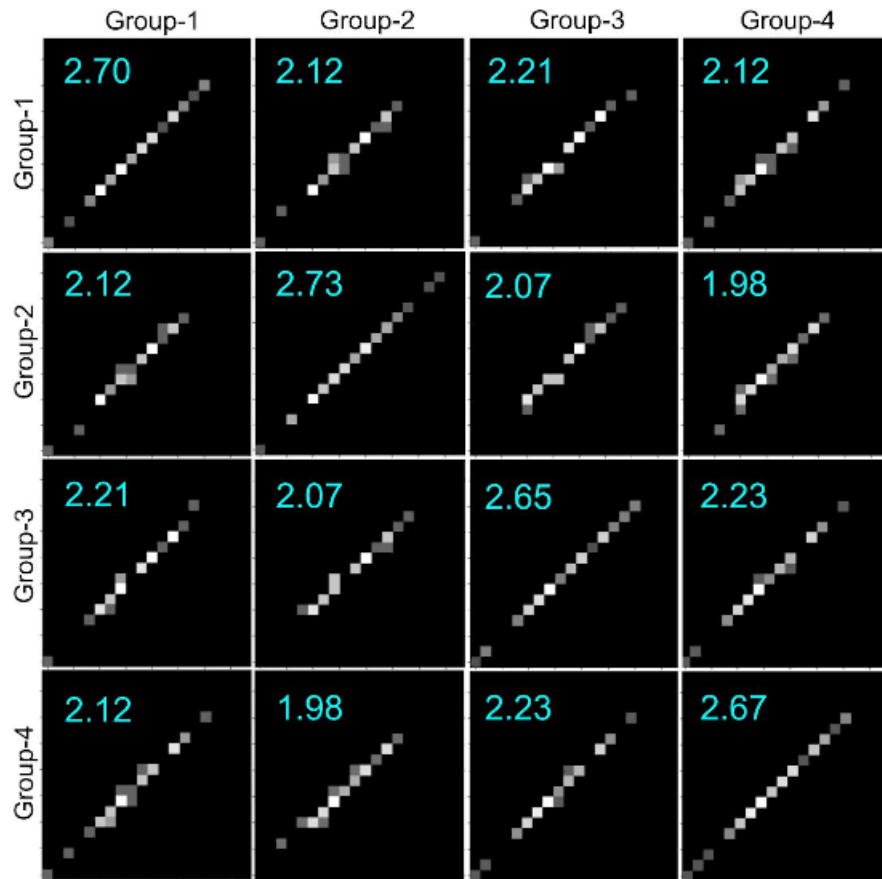 Group-1 Group-2 Group-3 Group-4
Group-1
2.70 2.12 2.21 2.12
Group-2
2.12 2.73 2.07 1.98
Group-3
2.21 2.07 2.65 2.23
Group-4
2.12 1.98 2.23 2.67